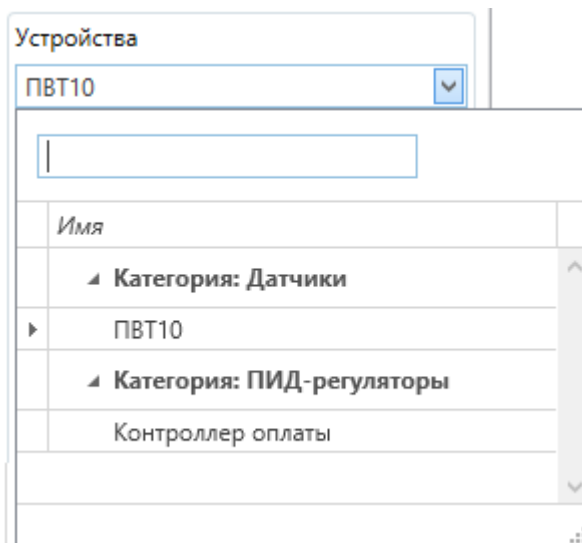 Устройства
ПВТ10
Имя
Категория: Датчики
ПВТ10
Категория: ПИД-регуляторы
Контроллер оплаты